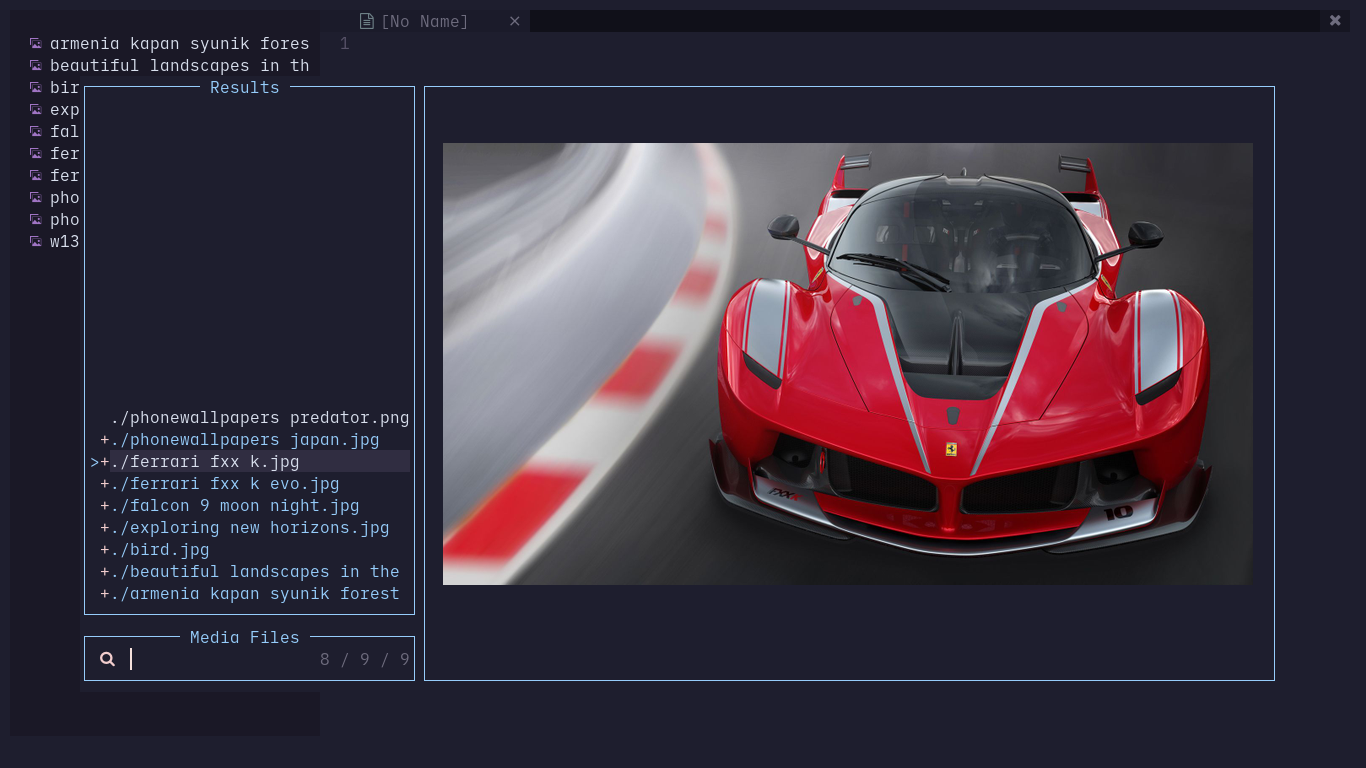 [No Name] ×
✖
armenia kapan syunik fores
1
beautiful landscapes in th
bir
exp
fal
fer
fer
pho
pho
w13
Results
./phonewallpapers predator.png
+./phonewallpapers japan.jpg
>+./ferrari fxx k.jpg
+./ferrari fxx k evo.jpg
+./falcon 9 moon night.jpg
+./exploring new horizons.jpg
+./bird.jpg
+./beautiful landscapes in the
+./armenia kapan syunik forest
Media Files
8 / 9 / 9
FXX K
10